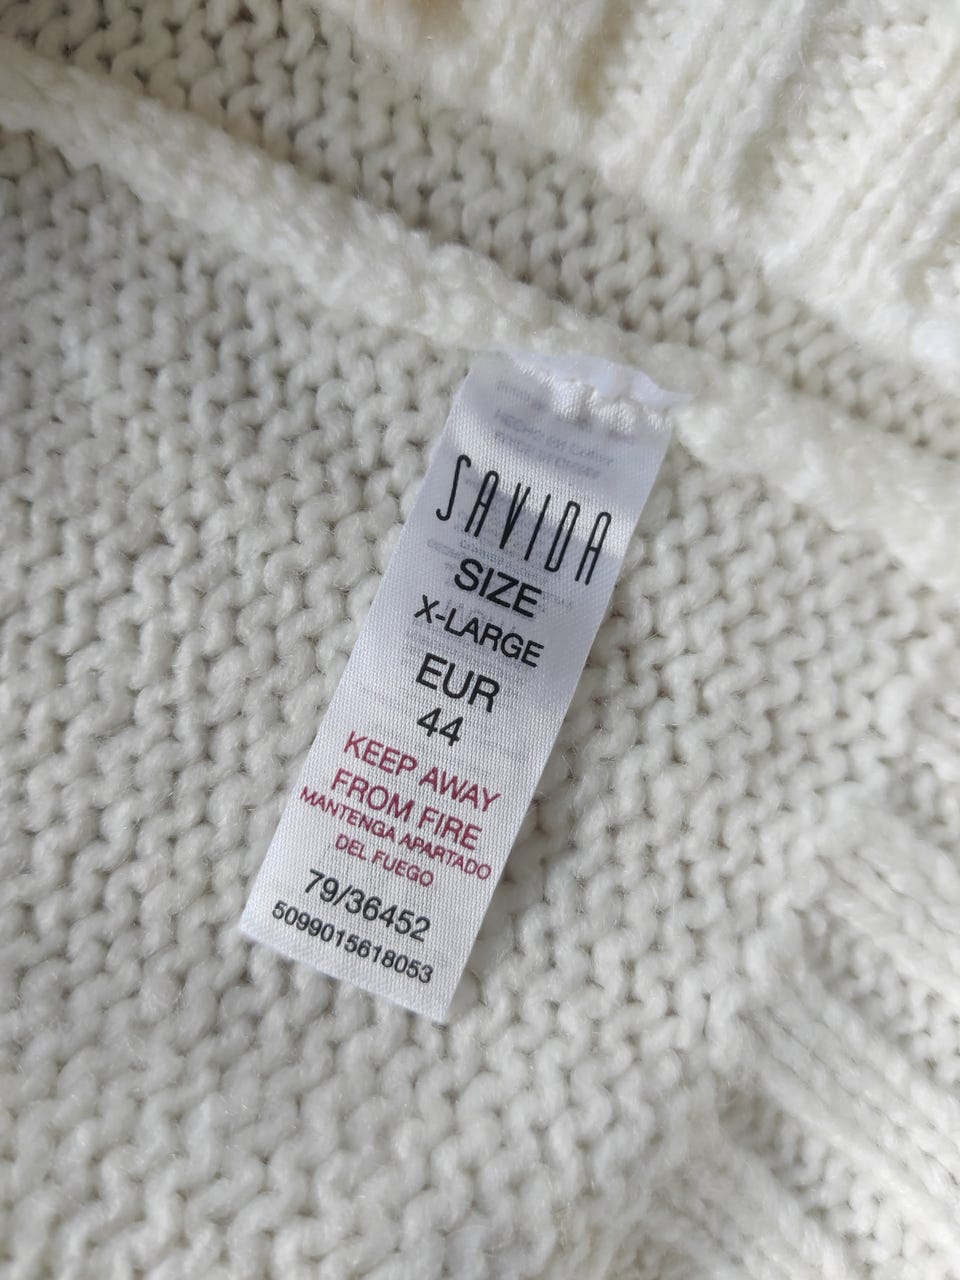 SAVIDA
SIZE
X-LARGE
EUR
44
KEEP AWAY
FROM FIRE
MANTENGA APARTADO
DEL FUEGO
79/36452
5099015618053